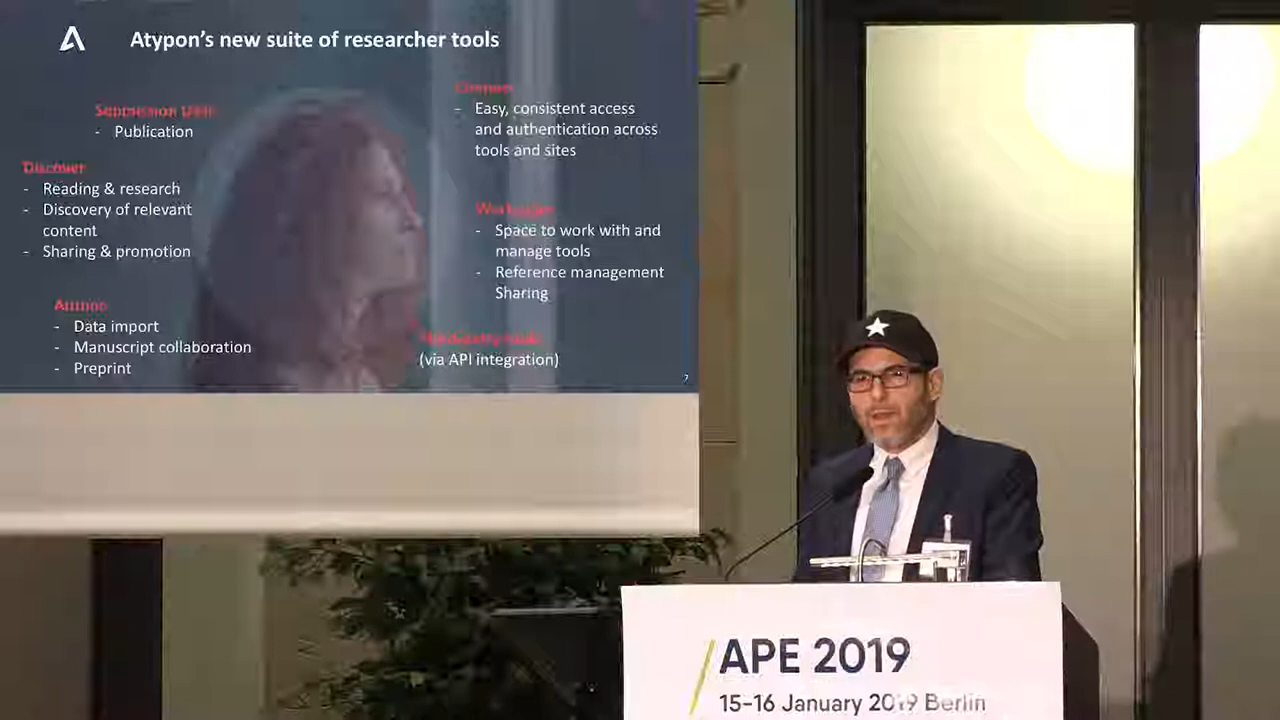 Atypon's new suite of researcher tools
- Publication
Discover
- Reading & research
- Discovery of relevant
content
- Sharing & promotion
- Data import
- Manuscript collaboration
- Preprint
- Easy, consistent access
and authentication across
tools and sites
- Space to work with and
manage tools
- Reference management
Sharing
(via API integration)
7
APE 2019
15-16 January 2019 Berlin